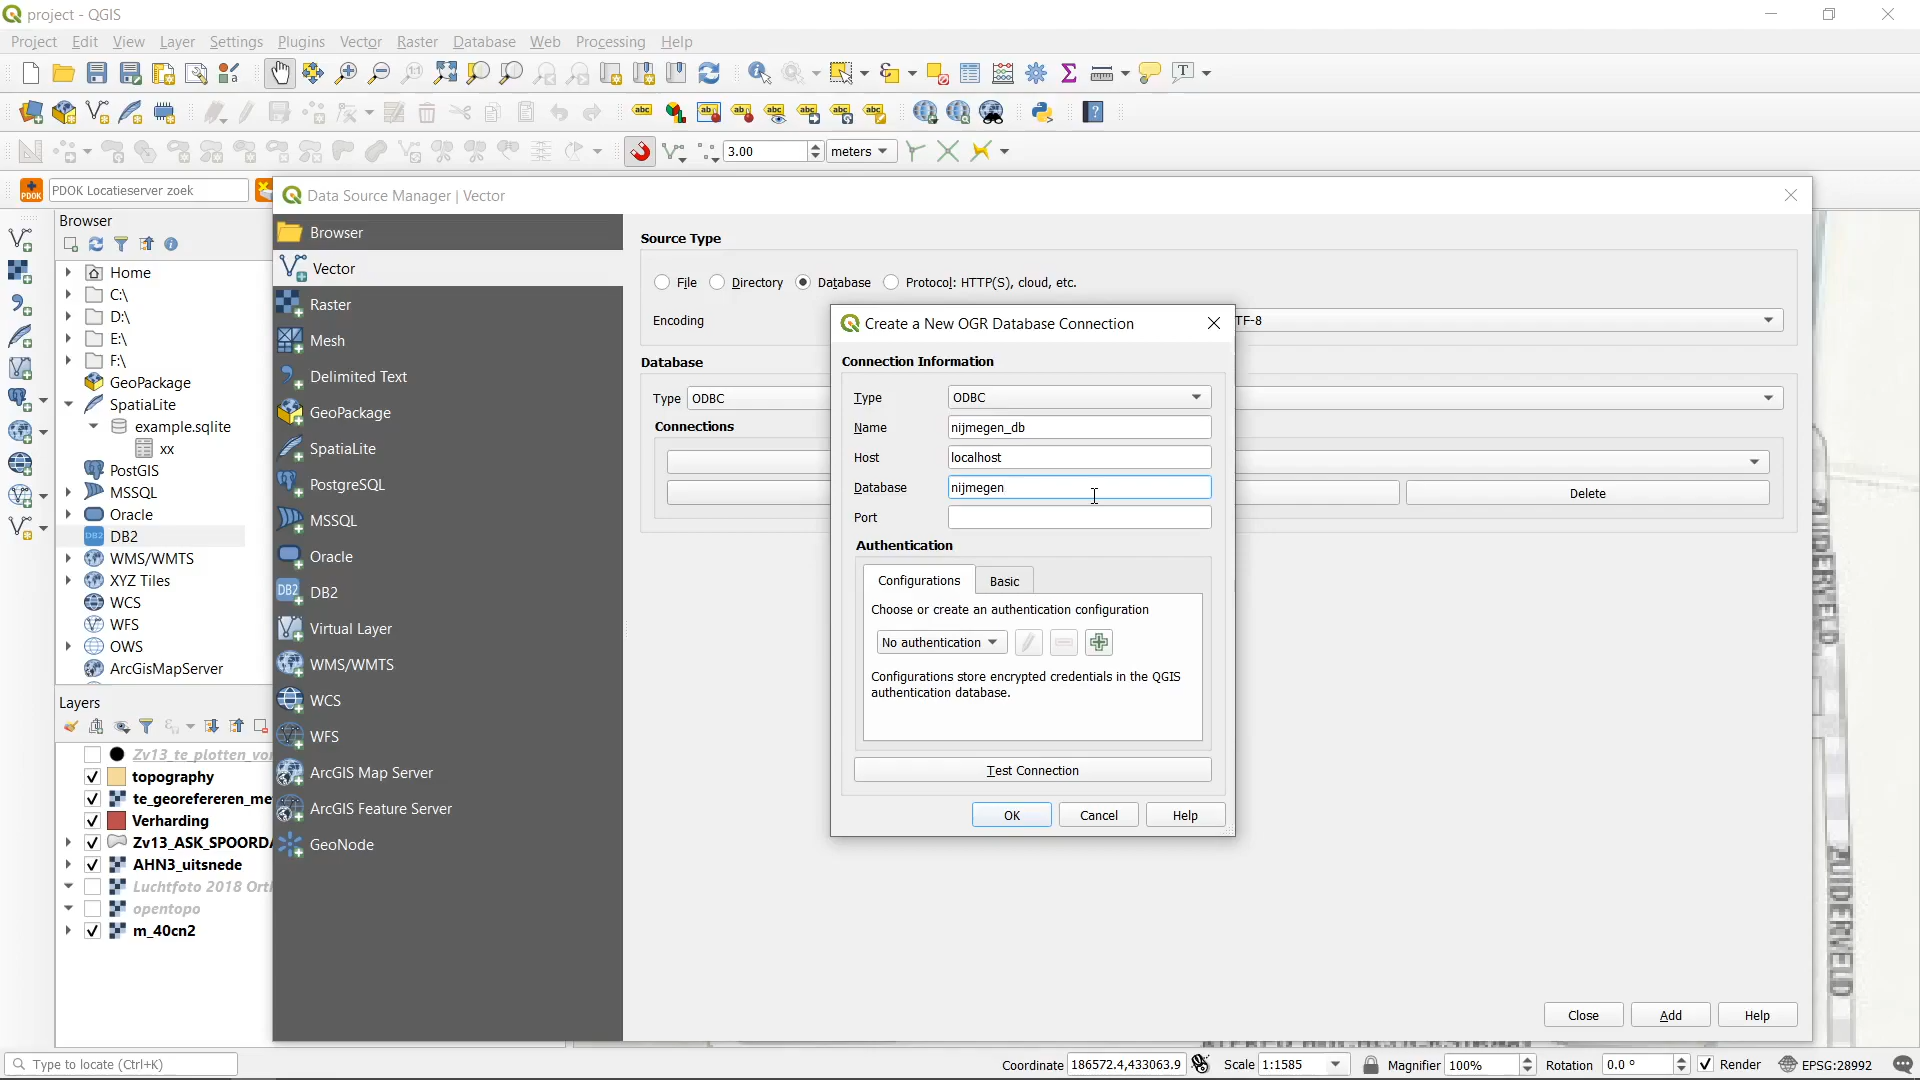 project - QGIS
Project Edit View Layer Settings Plugins Vector Raster Database Web Processing Help
3.00 meters
PDOK PDOK Locatieserver zoek
Data Source Manager | Vector
Browser
Home
C:\
D:\
E:\
F:\
GeoPackage
SpatiaLite
example.sqlite
xx
PostGIS
MSSQL
Oracle
DB2
WMS/WMTS
XYZ Tiles
WCS
WFS
OWS
ArcGisMapServer
Layers
Zv13_te_plotten_vor
topography
te_georefereren_me
Verharding
Zv13_ASK_SPOORDA
AHN3_uitsnede
Luchtfoto 2018 Ort
opentopo
m_40cn2
Browser
Vector
Raster
Mesh
Delimited Text
GeoPackage
SpatiaLite
PostgreSQL
MSSQL
Oracle
DB2
Virtual Layer
WMS/WMTS
WCS
WFS
ArcGIS Map Server
ArcGIS Feature Server
GeoNode
Source Type
File Directory Database Protocol: HTTP(S), cloud, etc.
Encoding TF-8
Database
Type ODBC
Connections
Delete
Create a New OGR Database Connection
Connection Information
Type ODBC
Name nijmegen_db
Host localhost
Database nijmegen
Port
Authentication
Configurations Basic
Choose or create an authentication configuration
No authentication
Configurations store encrypted credentials in the QGIS
authentication database.
Test Connection
OK Cancel Help
Close Add Help
ZUIDERVELD
Type to locate (Ctrl+K)
Coordinate 186572.4,433063.9 Scale 1:1585 Magnifier 100% Rotation 0.0 ° Render EPSG:28992